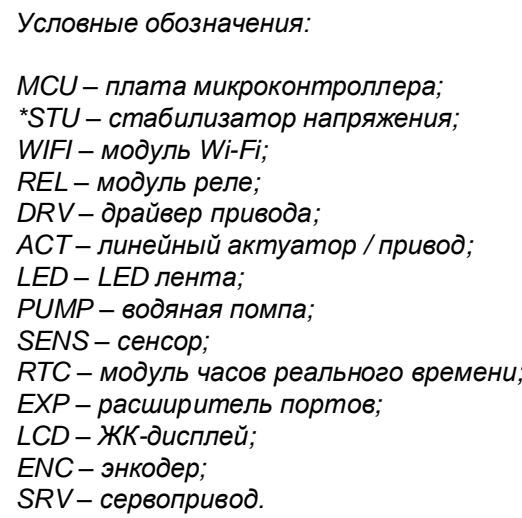 Условные обозначения:
MCU – плата микроконтроллера;
*STU – стабилизатор напряжения;
WIFI – модуль Wi-Fi;
REL – модуль реле;
DRV – драйвер привода;
ACT – линейный актуатор / привод;
LED – LED лента;
PUMP – водяная помпа;
SENS – сенсор;
RTC – модуль часов реального времени;
EXP – расширитель портов;
LCD – ЖК-дисплей;
ENC – энкодер;
SRV – сервопривод.